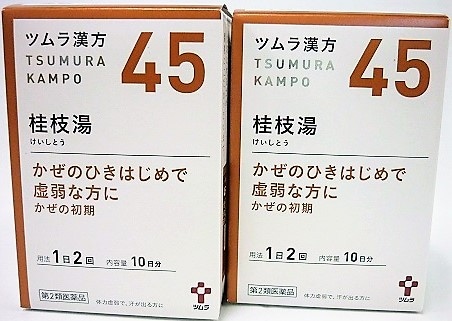 ツムラ漢方
TSUMURA
KAMPO
45
桂枝湯
けいしとう
かぜのひきはじめで
虚弱な方に
かぜの初期
用法 1日2回 内容量 10日分
第2類医薬品
体力虚弱で、汗が出る方に
ツムラ
ツムラ漢方
TSUMURA
KAMPO
45
桂枝湯
けいしとう
かぜのひきはじめで
虚弱な方に
かぜの初期
用法 1日2回 内容量 10日分
第2類医薬品
体力虚弱で、汗が出る方に
ツムラ